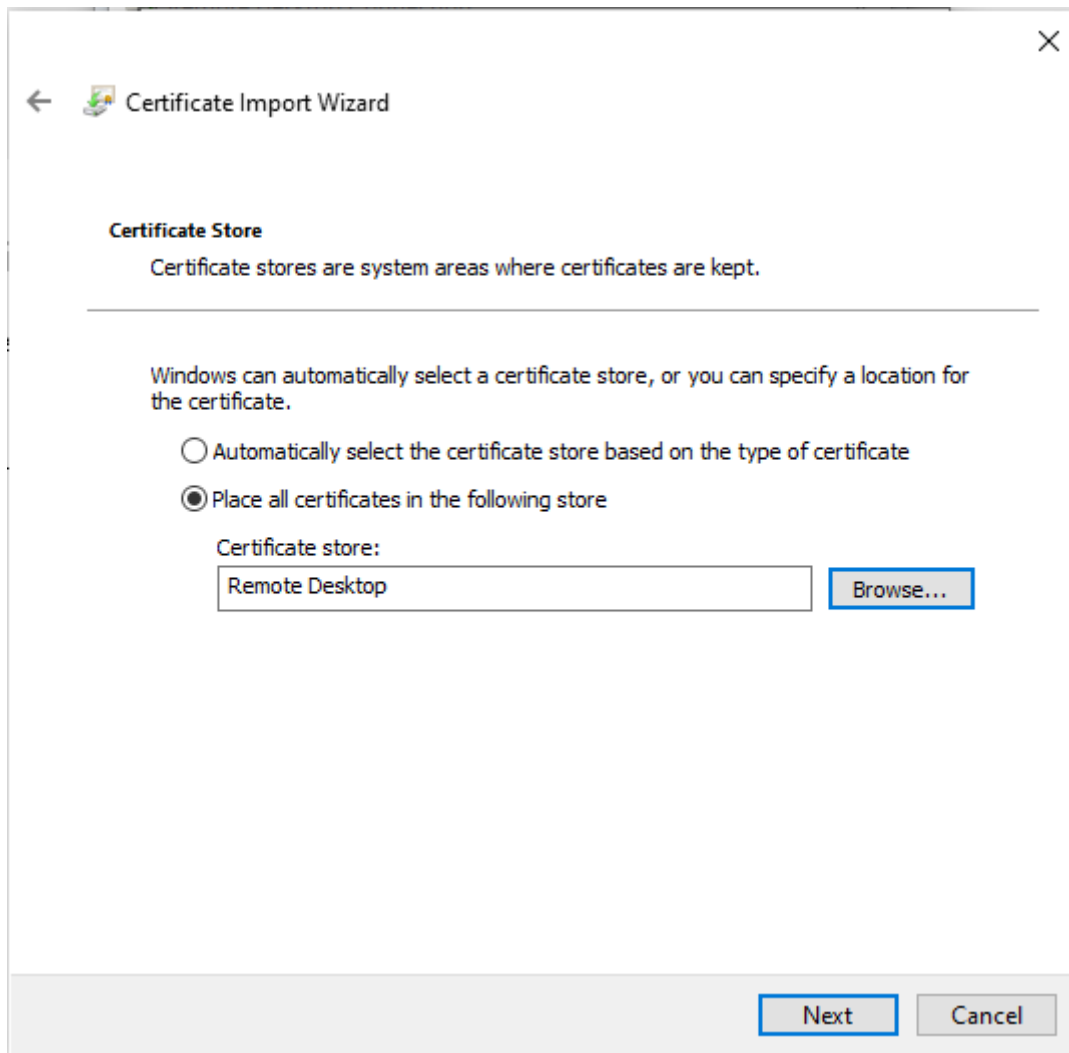 Certificate Import Wizard
Certificate Store
Certificate stores are system areas where certificates are kept.
Windows can automatically select a certificate store, or you can specify a location for
the certificate.
Automatically select the certificate store based on the type of certificate
Place all certificates in the following store
Certificate store:
Remote Desktop
Browse...
Next
Cancel